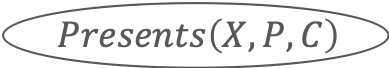 Presents(X, P, C)